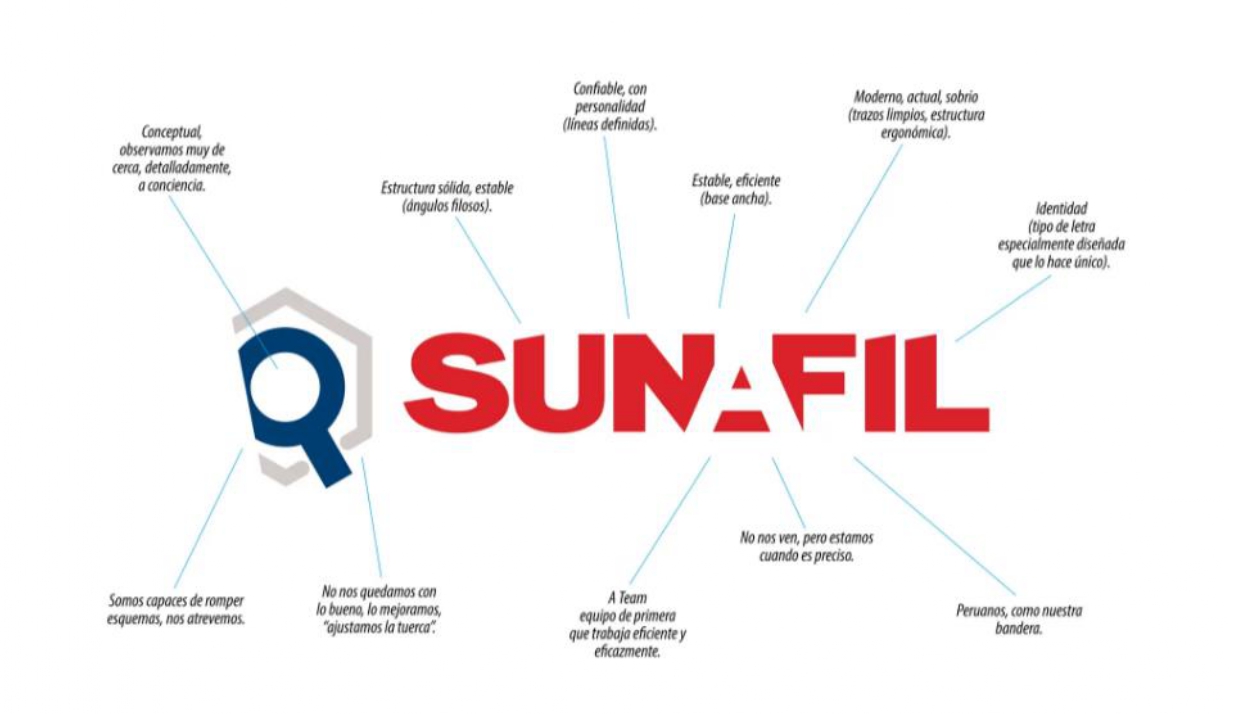 Confiable, con
personalidad
(líneas definidas).
Moderno, actual, sobrio
(trazos limpios, estructura
ergonómica).
Conceptual,
observamos muy de
cerca, detalladamente,
a conciencia.
Estructura sólida, estable
(ángulos filosos).
Estable, eficiente
(base ancha).
Identidad
(tipo de letra
especialmente diseñada
que lo hace único).
SUNAFIL
Somos capaces de romper
esquemas, nos atrevemos.
No nos quedamos con
lo bueno, lo mejoramos,
"ajustamos la tuerca".
A Team
equipo de primera
que trabaja eficiente y
eficazmente.
No nos ven, pero estamos
cuando es preciso.
Peruanos, como nuestra
bandera.